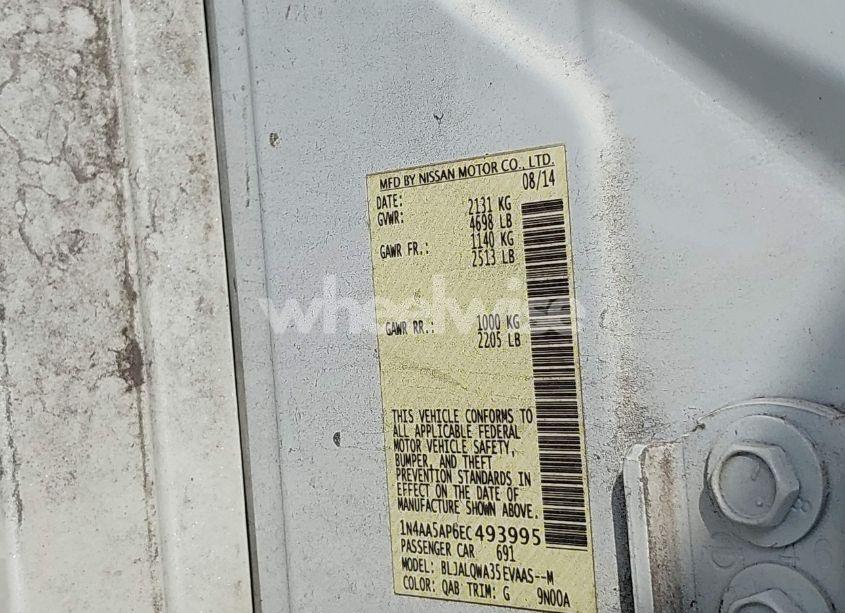 MFD BY NISSAN MOTOR CO., LTD.
DATE: 08/14
GVWR: 2131 KG
4698 LB
GAWR FR.: 1140 KG
2513 LB
wheelwise
GAWR RR.: 1000 KG
2205 LB
THIS VEHICLE CONFORMS TO
ALL APPLICABLE FEDERAL
MOTOR VEHICLE SAFETY,
BUMPER, AND THEFT
PREVENTION STANDARDS IN
EFFECT ON THE DATE OF
MANUFACTURE SHOWN ABOVE.
1N4AA5AP6EC493995
PASSENGER CAR 691
MODEL: BLJALQWA35EVAAS--M
COLOR: QAB TRIM: G 9N00A